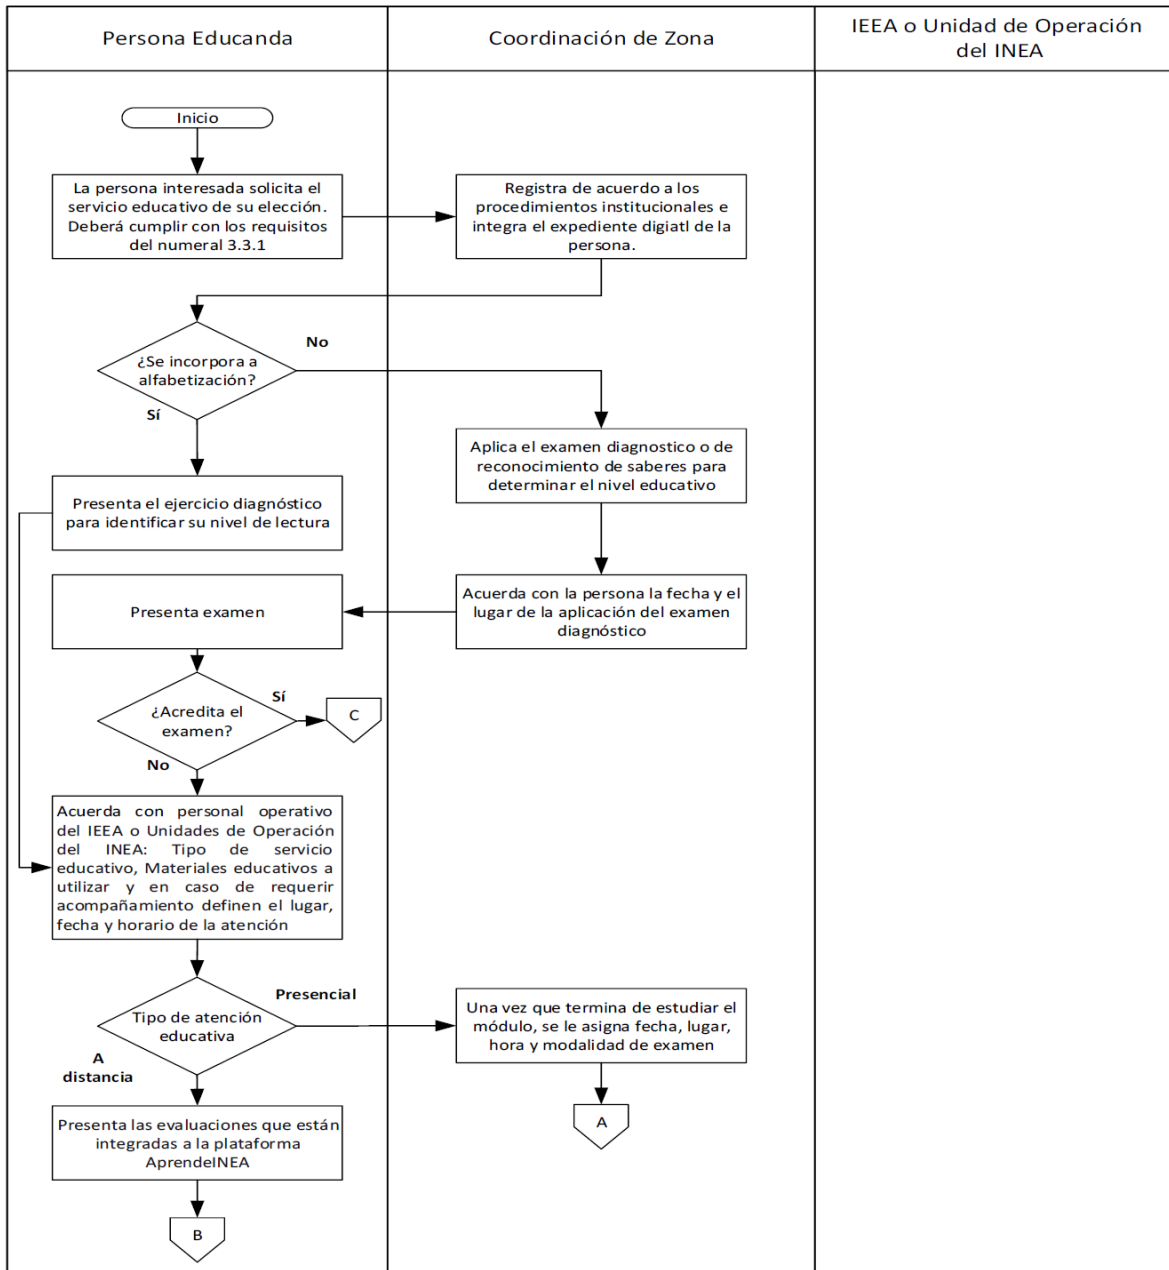 Persona Educanda
Coordinación de Zona
IEEA o Unidad de Operación
del INEA
Inicio
La persona interesada solicita el
servicio educativo de su elección.
Deberá cumplir con los requisitos
del numeral 3.3.1
Registra de acuerdo a los
procedimientos institucionales e
integra el expediente digiatl de la
persona.
¿Se incorpora a
alfabetización?
No
Sí
Aplica el examen diagnostico o de
reconocimiento de saberes para
determinar el nivel educativo
Presenta el ejercicio diagnóstico
para identificar su nivel de lectura
Acuerda con la persona la fecha y el
lugar de la aplicación del examen
diagnóstico
Presenta examen
¿Acredita el
examen?
Sí
C
No
Acuerda con personal operativo
del IEEA o Unidades de Operación
del INEA: Tipo de servicio
educativo, Materiales educativos a
utilizar y en caso de requerir
acompañamiento definen el lugar,
fecha y horario de la atención
Tipo de atención
educativa
Presencial
A
distancia
Una vez que termina de estudiar el
módulo, se le asigna fecha, lugar,
hora y modalidad de examen
A
Presenta las evaluaciones que están
integradas a la plataforma
AprendeINEA
B